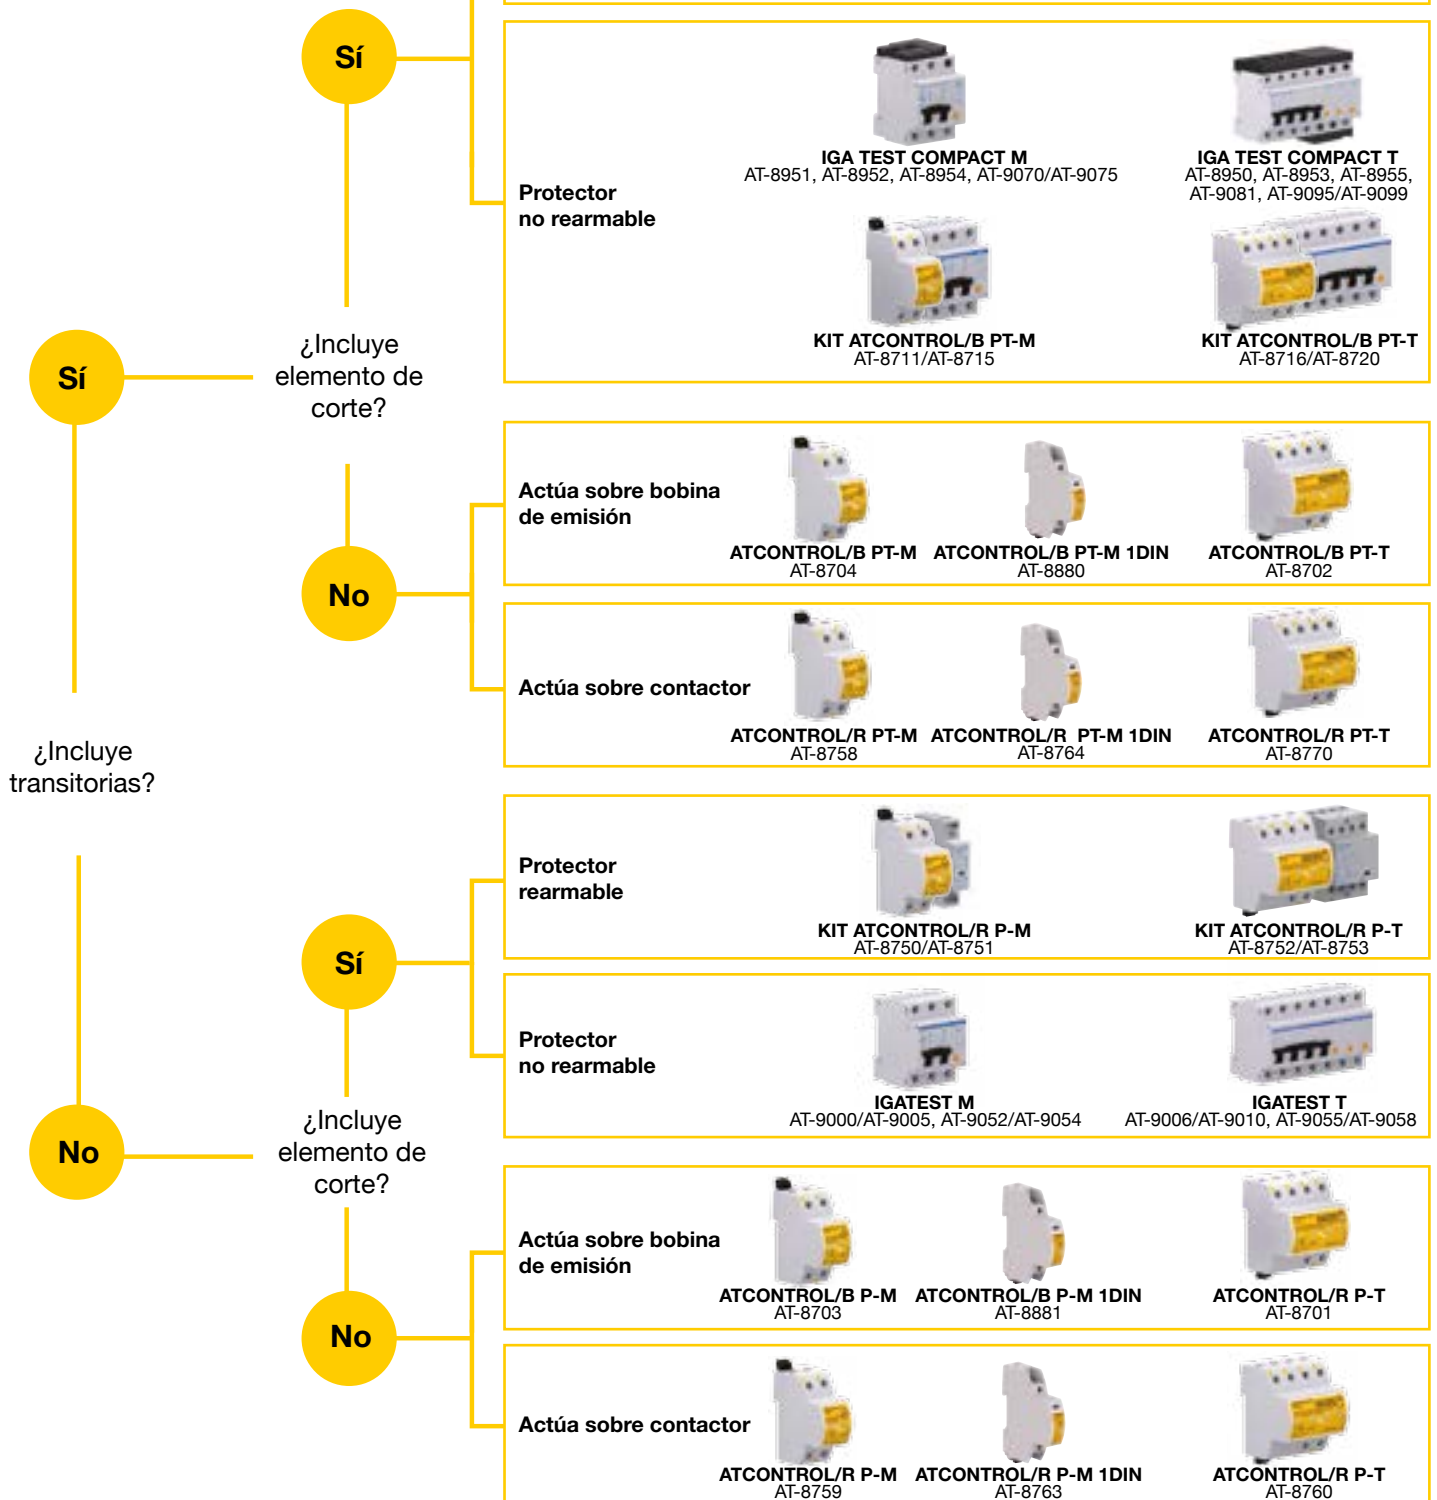 Sí
Protector
no rearmable
IGA TEST COMPACT M
AT-8951, AT-8952, AT-8954, AT-9070/AT-9075
IGA TEST COMPACT T
AT-8950, AT-8953, AT-8955,
AT-9081, AT-9095/AT-9099
KIT ATCONTROL/B PT-M
AT-8711/AT-8715
KIT ATCONTROL/B PT-T
AT-8716/AT-8720
Sí
¿Incluye
elemento de
corte?
No
Actúa sobre bobina
de emisión
ATCONTROL/B PT-M
AT-8704
ATCONTROL/B PT-M 1DIN
AT-8880
ATCONTROL/B PT-T
AT-8702
Actúa sobre contactor
ATCONTROL/R PT-M
AT-8758
ATCONTROL/R  PT-M 1DIN
AT-8764
ATCONTROL/R PT-T
AT-8770
¿Incluye
transitorias?
Sí
Protector
rearmable
KIT ATCONTROL/R P-M
AT-8750/AT-8751
KIT ATCONTROL/R P-T
AT-8752/AT-8753
Protector
no rearmable
IGATEST M
AT-9000/AT-9005, AT-9052/AT-9054
IGATEST T
AT-9006/AT-9010, AT-9055/AT-9058
No
¿Incluye
elemento de
corte?
No
Actúa sobre bobina
de emisión
ATCONTROL/B P-M
AT-8703
ATCONTROL/B P-M 1DIN
AT-8881
ATCONTROL/R P-T
AT-8701
Actúa sobre contactor
ATCONTROL/R P-M
AT-8759
ATCONTROL/R P-M 1DIN
AT-8763
ATCONTROL/R P-T
AT-8760